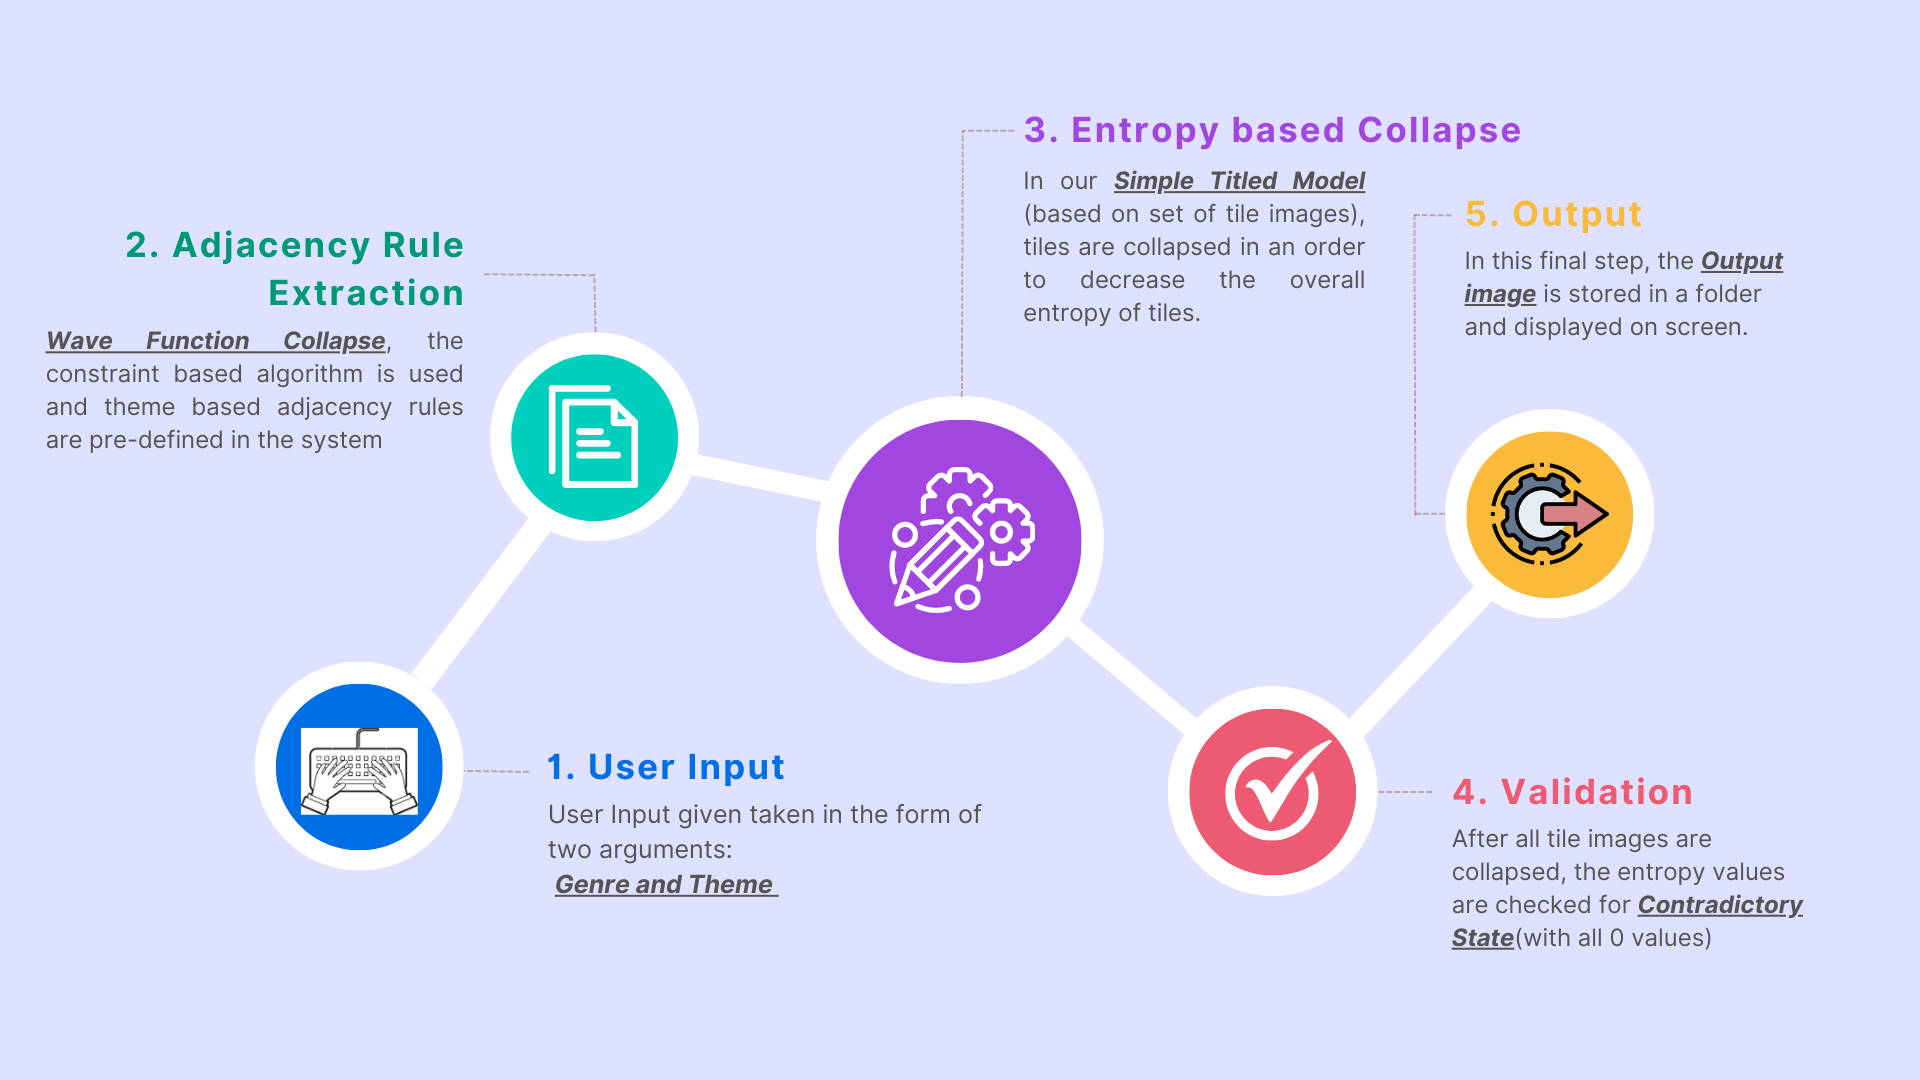 1. User Input
User Input given taken in the form of
two arguments:
Genre and Theme
2. Adjacency Rule
Extraction
Wave Function Collapse, the
constraint based algorithm is used
and theme based adjacency rules
are pre-defined in the system
3. Entropy based Collapse
In our Simple Titled Model
(based on set of tile images),
tiles are collapsed in an order
to decrease the overall
entropy of tiles.
4. Validation
After all tile images are
collapsed, the entropy values
are checked for Contradictory
State(with all 0 values)
5. Output
In this final step, the Output
image is stored in a folder
and displayed on screen.